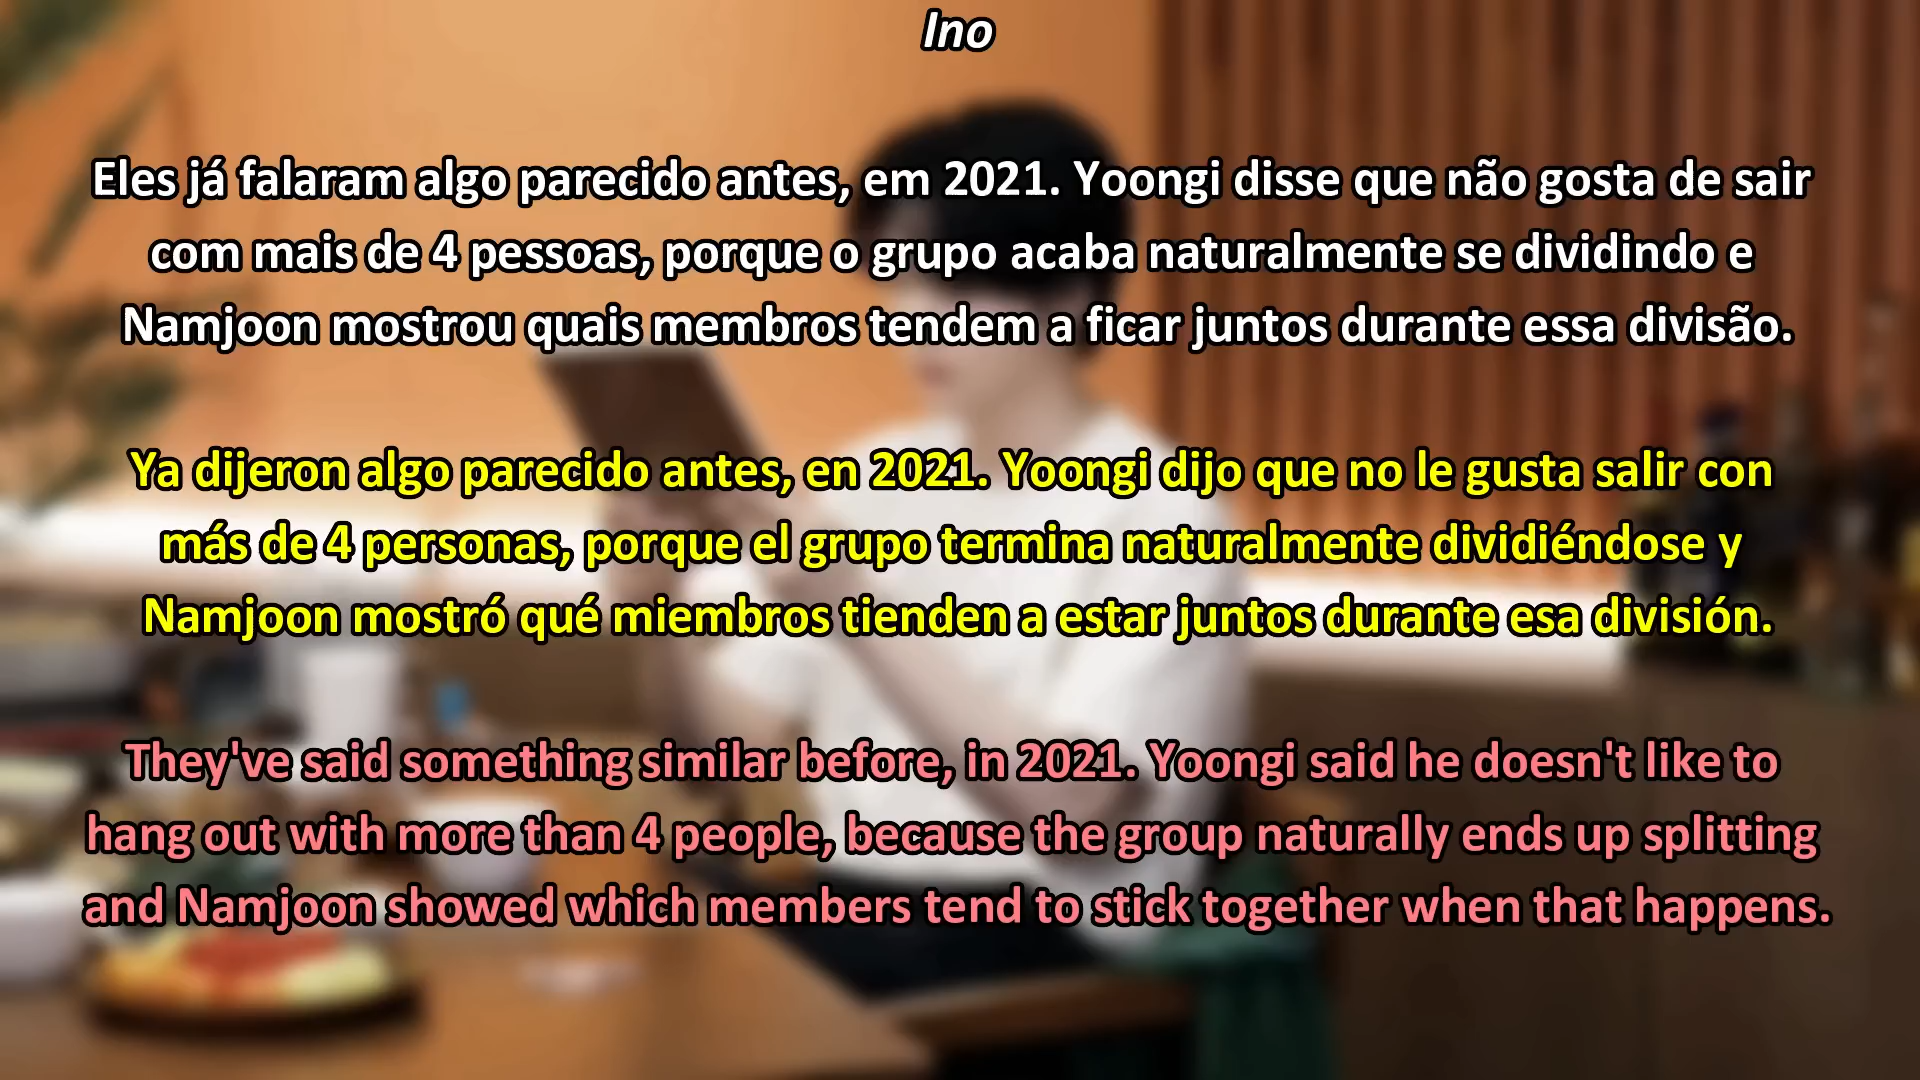 Ino
Eles já falaram algo parecido antes, em 2021. Yoongi disse que não gosta de sair
com mais de 4 pessoas, porque o grupo acaba naturalmente se dividindo e
Namjoon mostrou quais membros tendem a ficar juntos durante essa divisão.
Ya dijeron algo parecido antes, en 2021. Yoongi dijo que no le gusta salir con
más de 4 personas, porque el grupo termina naturalmente dividiéndose y
Namjoon mostró qué miembros tienden a estar juntos durante esa división.
They've said something similar before, in 2021. Yoongi said he doesn't like to
hang out with more than 4 people, because the group naturally ends up splitting
and Namjoon showed which members tend to stick together when that happens.